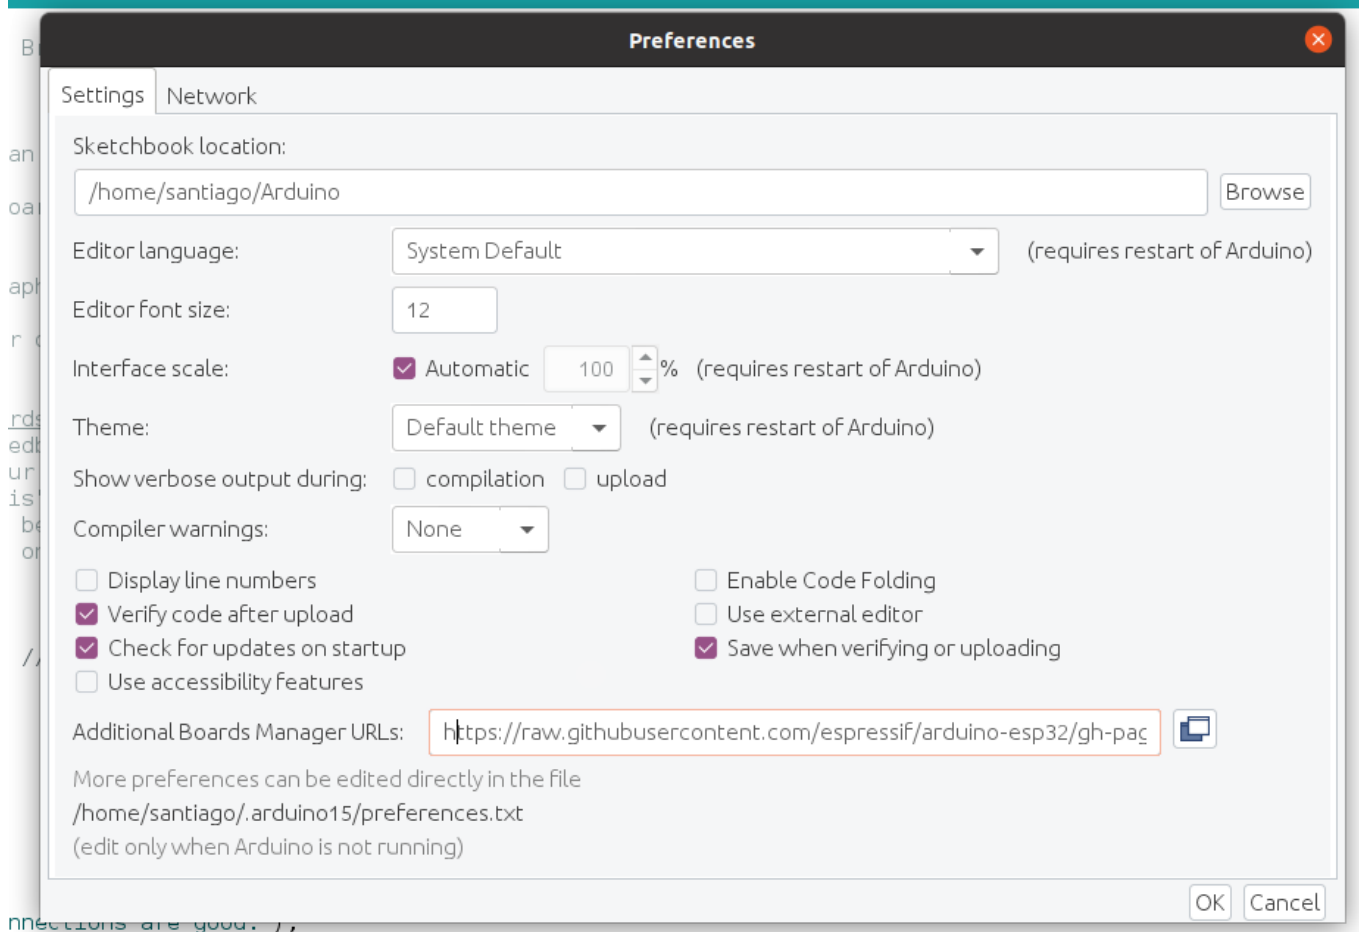 Preferences
Settings Network
Sketchbook location:
/home/santiago/Arduino Browse
Editor language: System Default (requires restart of Arduino)
Editor font size: 12
Interface scale: Automatic 100 % (requires restart of Arduino)
Theme: Default theme (requires restart of Arduino)
Show verbose output during: compilation upload
Compiler warnings: None
Display line numbers Enable Code Folding
Verify code after upload Use external editor
Check for updates on startup Save when verifying or uploading
//
Use accessibility features
Additional Boards Manager URLs: https://raw.githubusercontent.com/espressif/arduino-esp32/gh-pag
More preferences can be edited directly in the file
/home/santiago/.arduino15/preferences.txt
(edit only when Arduino is not running)
OK Cancel
nnections are good.");